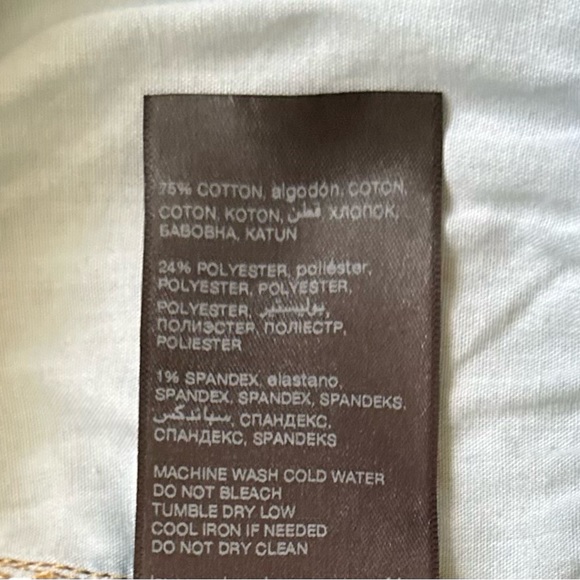 75% COTTON, algodón, COTON,
COTON, KOTON, قطن, ХЛОПОК,
БАВОВНА, KATUN
24% POLYESTER, poliéster,
POLYESTER, POLYESTER,
POLYESTER, بوليستير,
ПОЛИЭСТЕР, ПОЛІЕСТР,
POLIESTER
1% SPANDEX, elastano,
SPANDEX, SPANDEX, SPANDEKS,
سباندكس, СПАНДЕКС,
СПАНДЕКС, SPANDEKS
MACHINE WASH COLD WATER
DO NOT BLEACH
TUMBLE DRY LOW
COOL IRON IF NEEDED
DO NOT DRY CLEAN